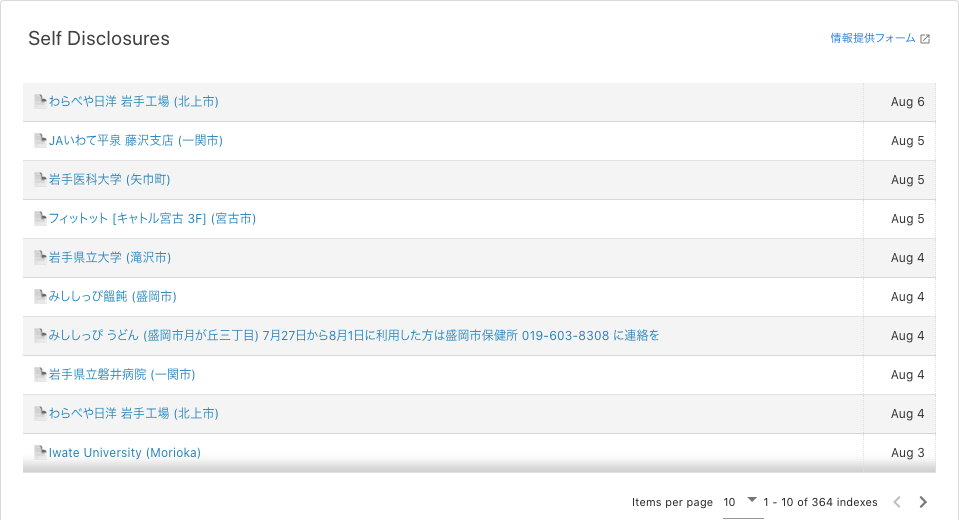 Self Disclosures
情報提供フォーム
わらべや日洋 岩手工場 (北上市) Aug 6
JAいわて平泉 藤沢支店 (一関市) Aug 5
岩手医科大学 (矢巾町) Aug 5
フィットット [キャトル宮古 3F] (宮古市) Aug 5
岩手県立大学 (滝沢市) Aug 4
みししっぴ饂飩 (盛岡市) Aug 4
みししっぴ うどん (盛岡市月が丘三丁目) 7月27日から8月1日に利用した方は盛岡市保健所 019-603-8308 に連絡を Aug 4
岩手県立磐井病院 (一関市) Aug 4
わらべや日洋 岩手工場 (北上市) Aug 4
Iwate University (Morioka) Aug 3
Items per page 10 1 - 10 of 364 indexes